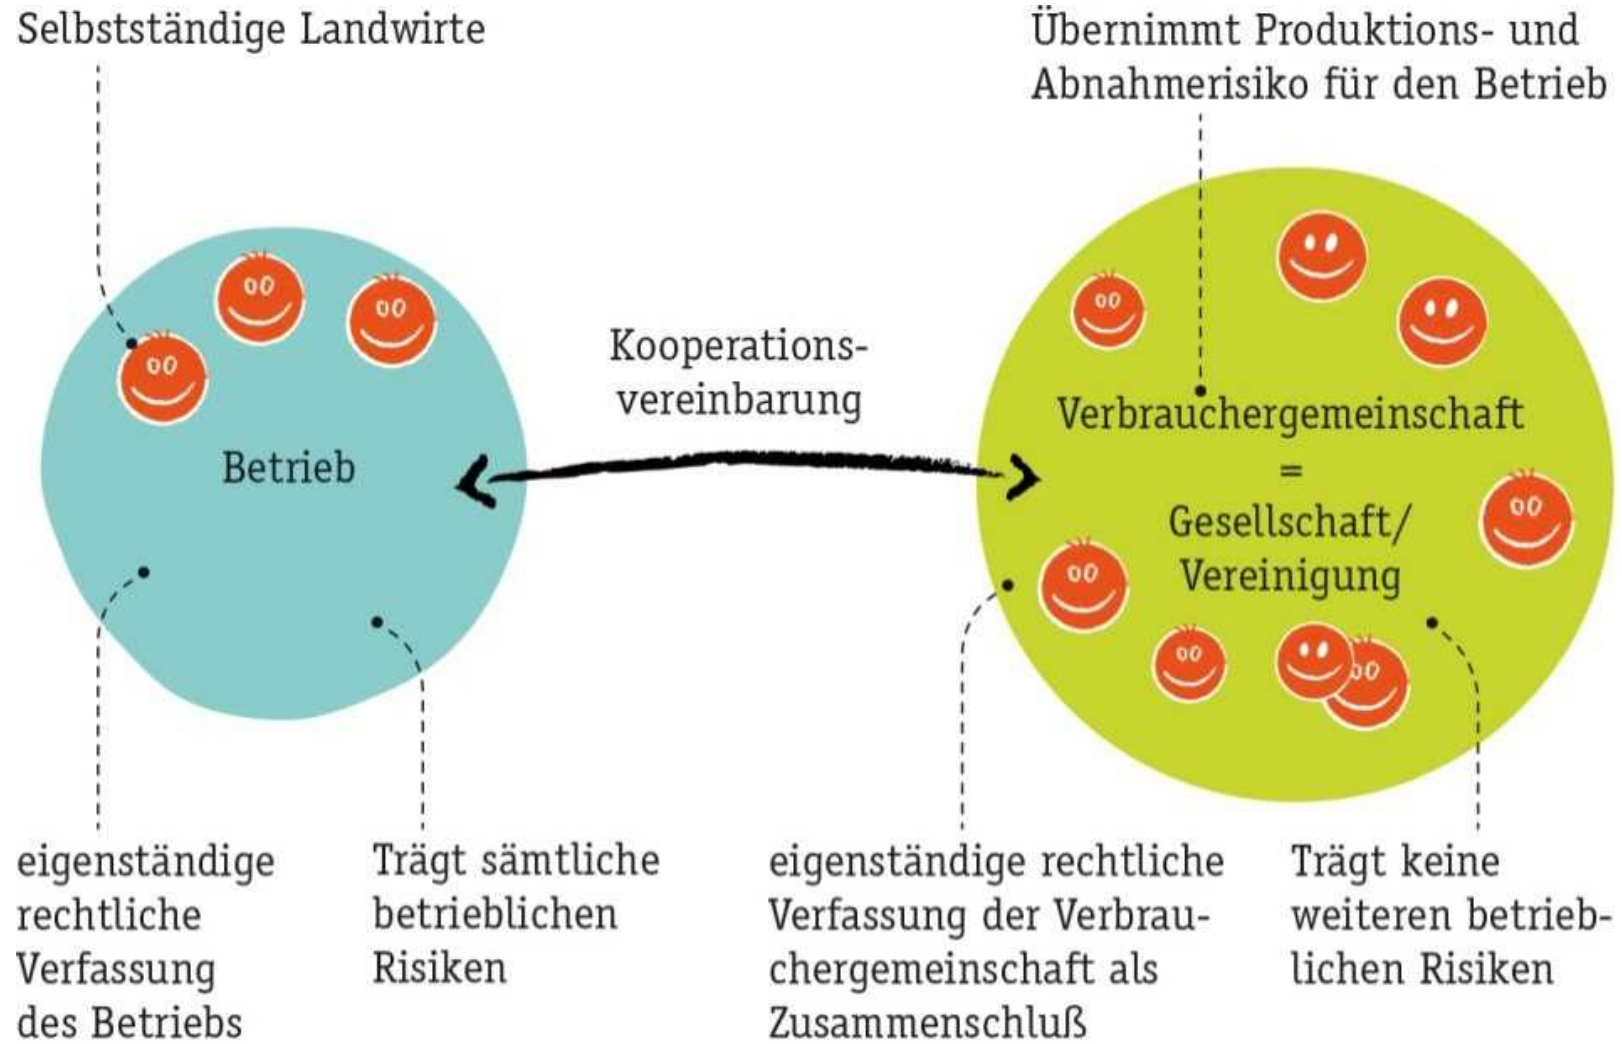 Selbstständige Landwirte
Übernimmt Produktions- und
Abnahmerisiko für den Betrieb
Kooperations-
vereinbarung
Betrieb
Verbrauchergemeinschaft
=
Gesellschaft/
Vereinigung
eigenständige
rechtliche
Verfassung
des Betriebs
Trägt sämtliche
betrieblichen
Risiken
eigenständige rechtliche
Verfassung der Verbrau-
chergemeinschaft als
Zusammenschluß
Trägt keine
weiteren betrieb-
lichen Risiken